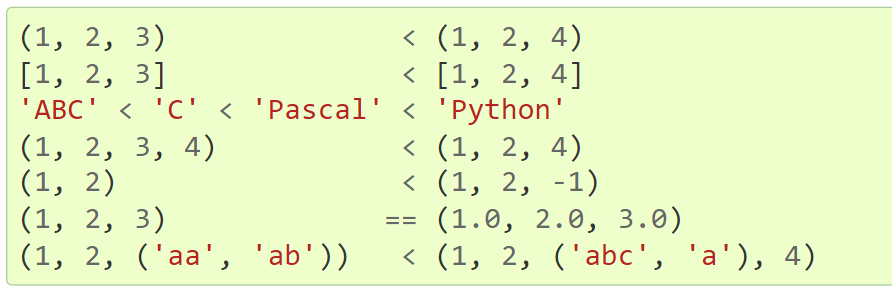 (1, 2, 3)              < (1, 2, 4)
[1, 2, 3]              < [1, 2, 4]
'ABC' < 'C' < 'Pascal' < 'Python'
(1, 2, 3, 4)           < (1, 2, 4)
(1, 2)                 < (1, 2, -1)
(1, 2, 3)             == (1.0, 2.0, 3.0)
(1, 2, ('aa', 'ab'))   < (1, 2, ('abc', 'a'), 4)